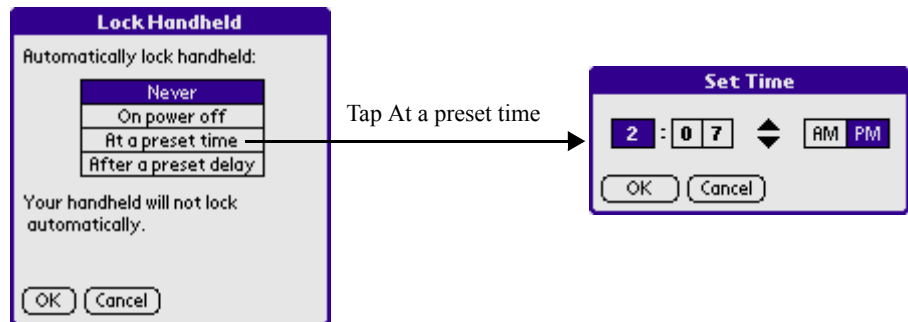 Lock Handheld
Automatically lock handheld:
Never
On power off
At a preset time
After a preset delay
Your handheld will not lock
automatically.
OK Cancel
Tap At a preset time
Set Time
2 : 0 7 AM PM
OK Cancel